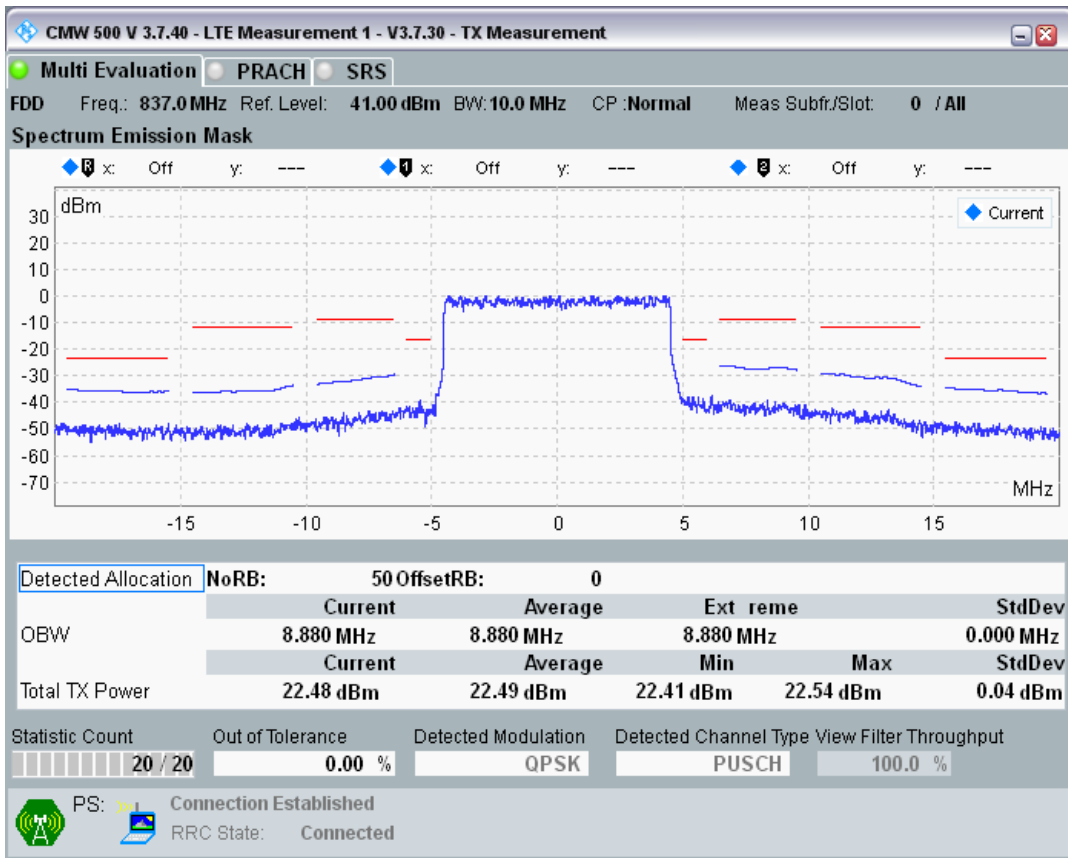 CMW 500 V 3.7.40 - LTE Measurement 1 - V3.7.30 - TX Measurement
Multi Evaluation PRACH SRS
FDD Freq.: 837.0 MHz Ref. Level: 41.00 dBm BW: 10.0 MHz CP : Normal Meas Subfr./Slot: 0 / All
Spectrum Emission Mask
R x: Off y: --- 1 x: Off y: --- 2 x: Off y: ---
dBm
Current
30
20
10
0
-10
-20
-30
-40
-50
-60
-70
MHz
-15 -10 -5 0 5 10 15
Detected Allocation NoRB: 50 OffsetRB: 0
Current Average Ext reme StdDev
OBW 8.880 MHz 8.880 MHz 8.880 MHz 0.000 MHz
Current Average Min Max StdDev
Total TX Power 22.48 dBm 22.49 dBm 22.41 dBm 22.54 dBm 0.04 dBm
Statistic Count Out of Tolerance Detected Modulation Detected Channel Type View Filter Throughput
20 / 20 0.00 % QPSK PUSCH 100.0 %
PS: Connection Established
RRC State: Connected